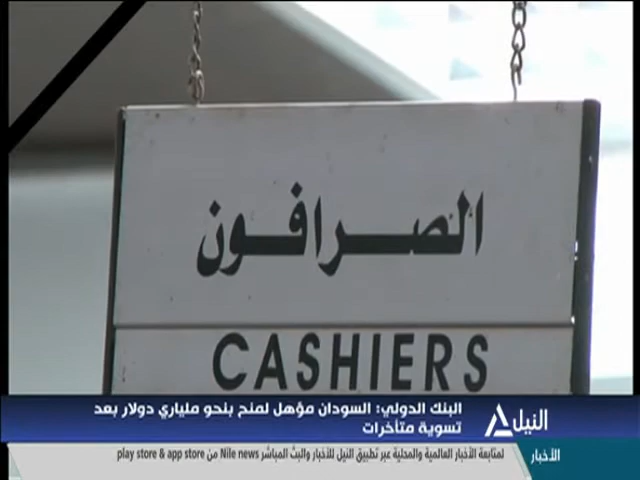 الصرافون
CASHIERS
البنك الدولي: السودان مؤهل لمنح بنحو ملياري دولار بعد
تسوية متأخرات
النيل
الأخبار
لمتابعة الأخبار العالمية والمحلية عبر تطبيق النيل للأخبار والبث المباشر Nile news من play store & app store